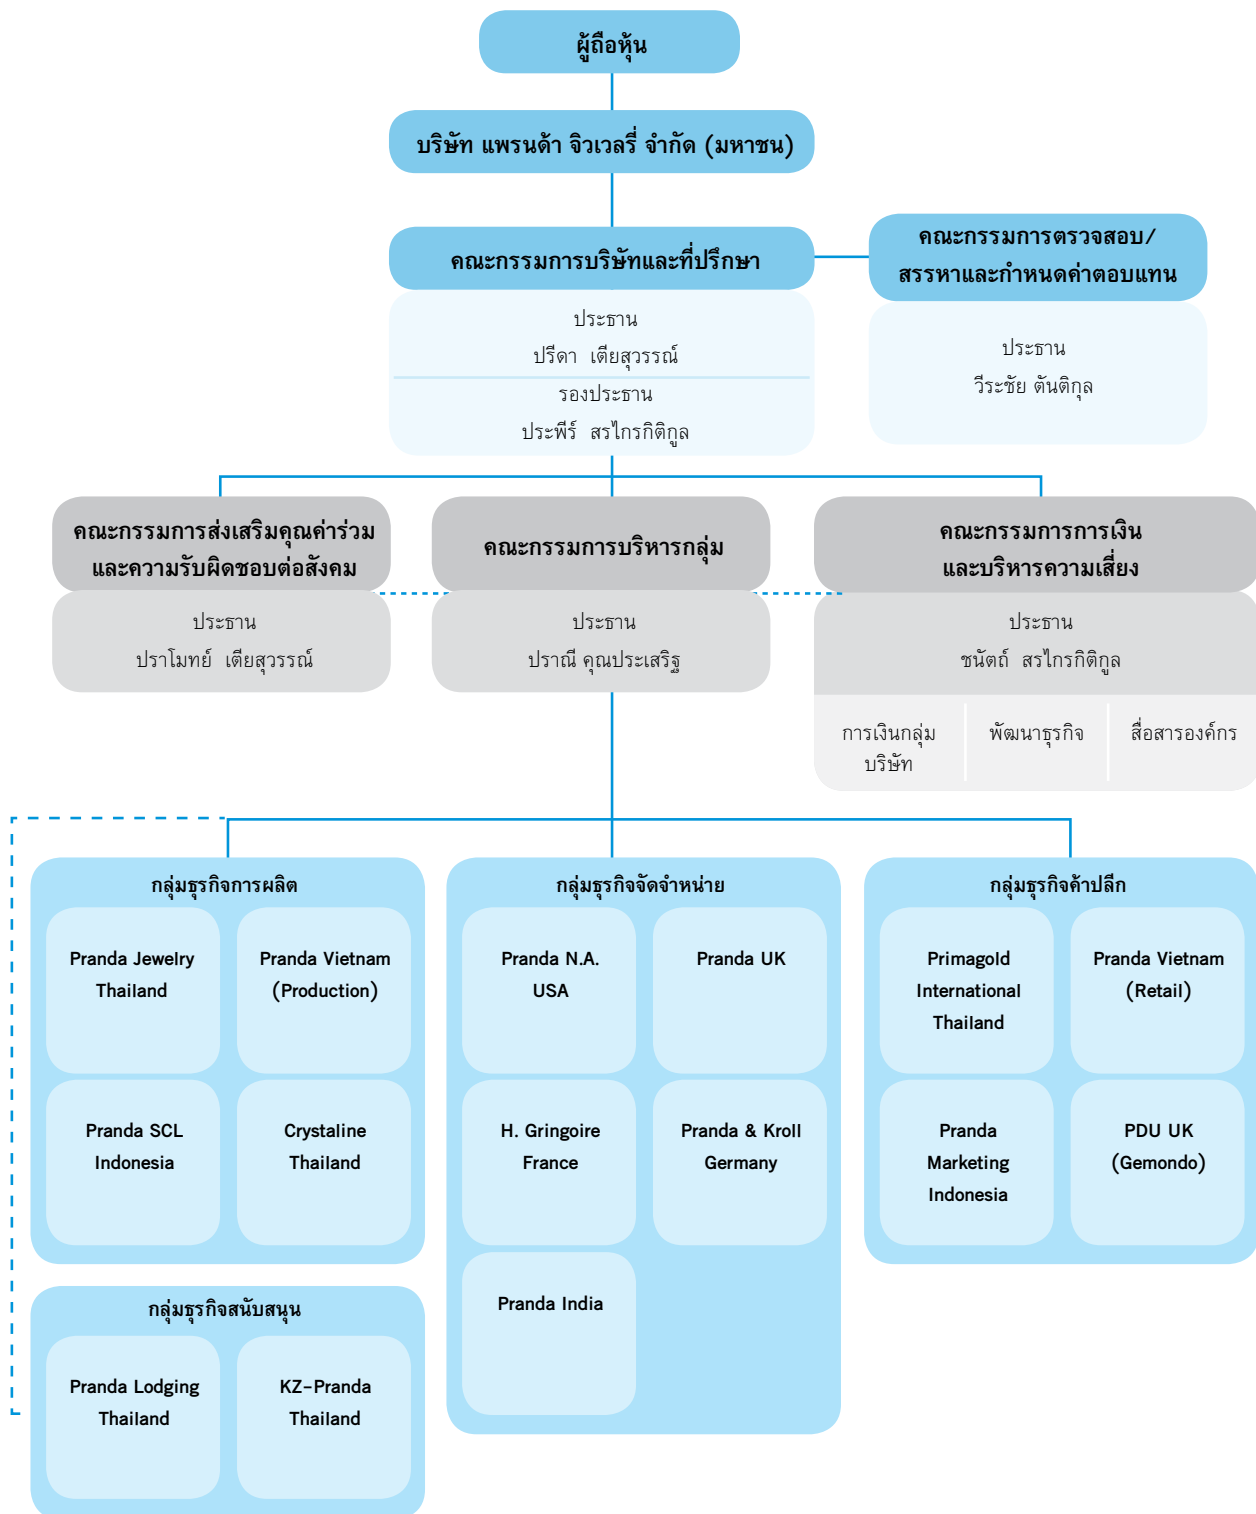 ผู้ถือหุ้น
บริษัท แพรนด้า จิวเวลรี่ จำกัด (มหาชน)
คณะกรรมการบริษัทและที่ปรึกษา
ประธาน
ปรีดา เตียสุวรรณ์
รองประธาน
ประพีร์ สรไกรกิติกูล
คณะกรรมการตรวจสอบ/
สรรหาและกำหนดค่าตอบแทน
ประธาน
วีระชัย ตันติกุล
คณะกรรมการส่งเสริมคุณค่าร่วม
และความรับผิดชอบต่อสังคม
ประธาน
ปราโมทย์ เตียสุวรรณ์
คณะกรรมการบริหารกลุ่ม
ประธาน
ปราณี คุณประเสริฐ
คณะกรรมการการเงิน
และบริหารความเสี่ยง
ประธาน
ชนัตถ์ สรไกรกิติกูล
การเงินกลุ่ม
บริษัท
พัฒนาธุรกิจ
สื่อสารองค์กร
กลุ่มธุรกิจการผลิต
Pranda Jewelry
Thailand
Pranda Vietnam
(Production)
Pranda SCL
Indonesia
Crystaline
Thailand
กลุ่มธุรกิจจัดจำหน่าย
Pranda N.A.
USA
Pranda UK
H. Gringoire
France
Pranda & Kroll
Germany
Pranda India
กลุ่มธุรกิจค้าปลีก
Primagold
International
Thailand
Pranda Vietnam
(Retail)
Pranda
Marketing
Indonesia
PDU UK
(Gemondo)
กลุ่มธุรกิจสนับสนุน
Pranda Lodging
Thailand
KZ-Pranda
Thailand